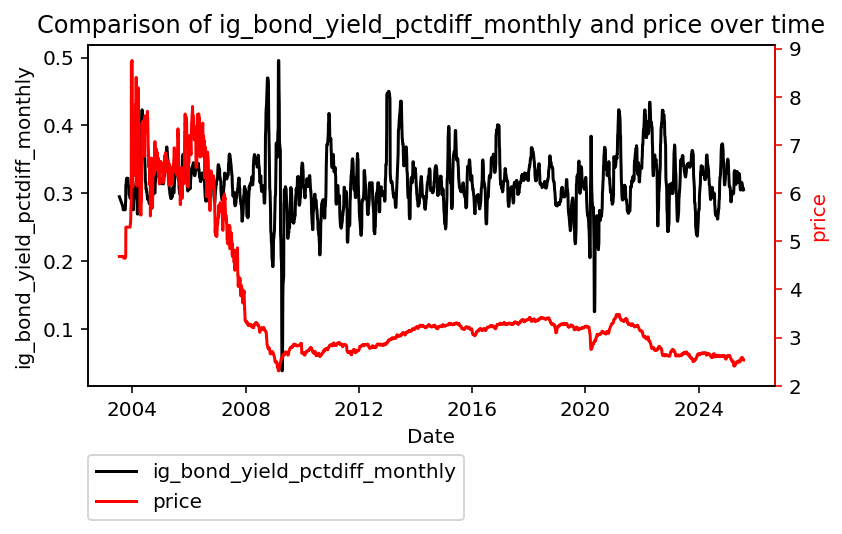 Comparison of ig_bond_yield_pctdiff_monthly and price over time
ig_bond_yield_pctdiff_monthly
0.5
0.4
0.3
0.2
0.1
9
8
7
6
5
4
3
2
price
2004 2008 2012 2016 2020 2024
Date
ig_bond_yield_pctdiff_monthly
price